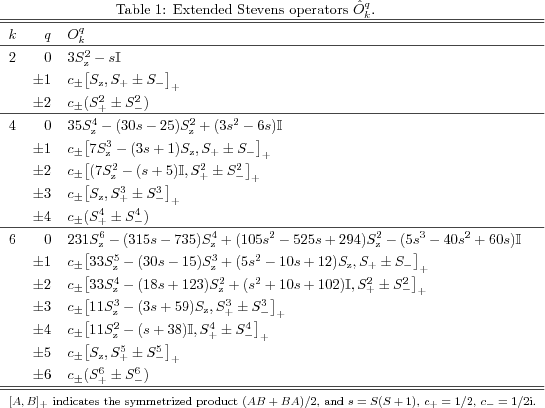 Table 1: Extended Stevens operators Ô_k^q.
k q O_k^q
2 0 3S_z^2 − s𝕀
±1 c_±[S_z, S_+ ± S_−]_+
±2 c_±(S_+^2 ± S_−^2)
4 0 35S_z^4 − (30s − 25)S_z^2 + (3s^2 − 6s)𝕀
±1 c_±[7S_z^3 − (3s + 1)S_z, S_+ ± S_−]_+
±2 c_±[(7S_z^2 − (s + 5)𝕀, S_+^2 ± S_−^2]_+
±3 c_±[S_z, S_+^3 ± S_−^3]_+
±4 c_±(S_+^4 ± S_−^4)
6 0 231S_z^6 − (315s − 735)S_z^4 + (105s^2 − 525s + 294)S_z^2 − (5s^3 − 40s^2 + 60s)𝕀
±1 c_±[33S_z^5 − (30s − 15)S_z^3 + (5s^2 − 10s + 12)S_z, S_+ ± S_−]_+
±2 c_±[33S_z^4 − (18s + 123)S_z^2 + (s^2 + 10s + 102)𝕀, S_+^2 ± S_−^2]_+
±3 c_±[11S_z^3 − (3s + 59)S_z, S_+^3 ± S_−^3]_+
±4 c_±[11S_z^2 − (s + 38)𝕀, S_+^4 ± S_−^4]_+
±5 c_±[S_z, S_+^5 ± S_−^5]_+
±6 c_±(S_+^6 ± S_−^6)
[A, B]_+ indicates the symmetrized product (AB + BA)/2, and s = S(S + 1), c_+ = 1/2, c_− = 1/2i.